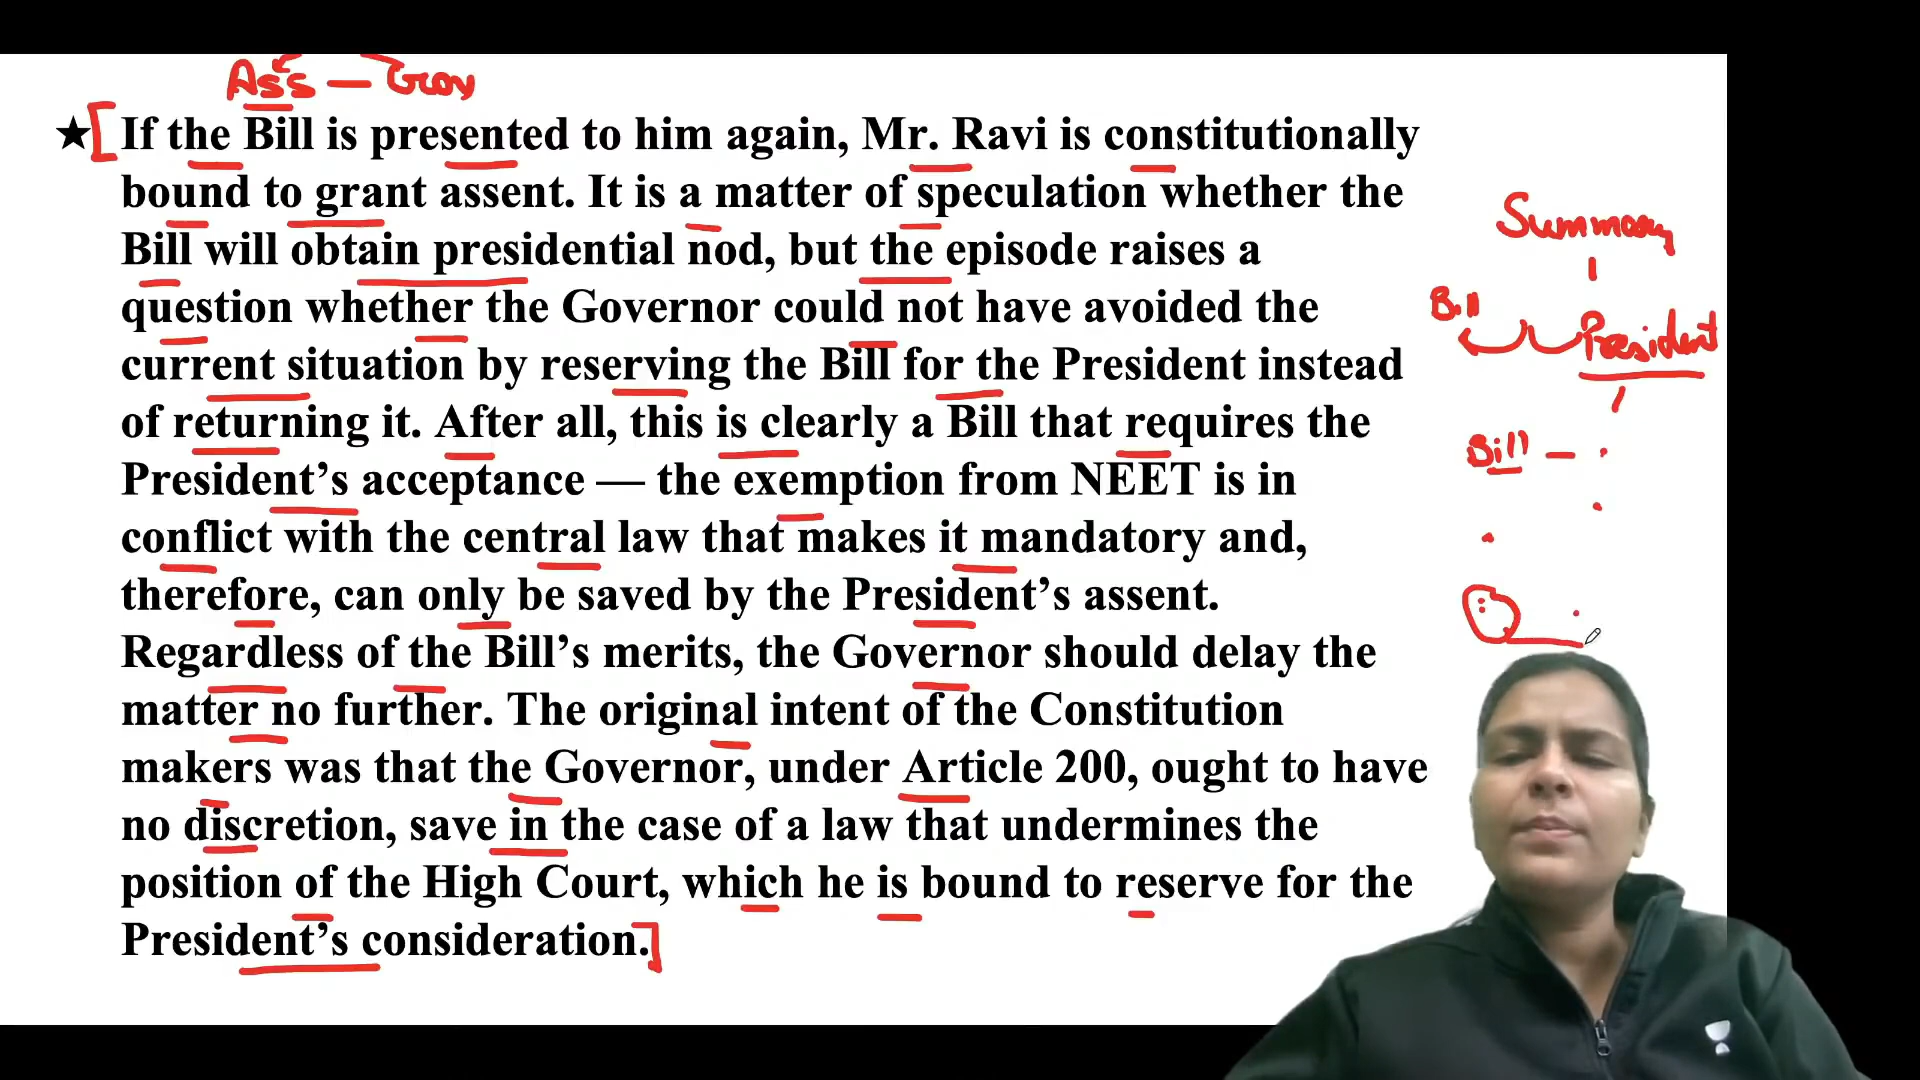 Ass — Gov
★ If the Bill is presented to him again, Mr. Ravi is constitutionally
bound to grant assent. It is a matter of speculation whether the
Bill will obtain presidential nod, but the episode raises a
question whether the Governor could not have avoided the
current situation by reserving the Bill for the President instead
of returning it. After all, this is clearly a Bill that requires the
President’s acceptance — the exemption from NEET is in
conflict with the central law that makes it mandatory and,
therefore, can only be saved by the President’s assent.
Regardless of the Bill’s merits, the Governor should delay the
matter no further. The original intent of the Constitution
makers was that the Governor, under Article 200, ought to have
no discretion, save in the case of a law that undermines the
position of the High Court, which he is bound to reserve for the
President’s consideration.
Summary
Bill
President
Bill —